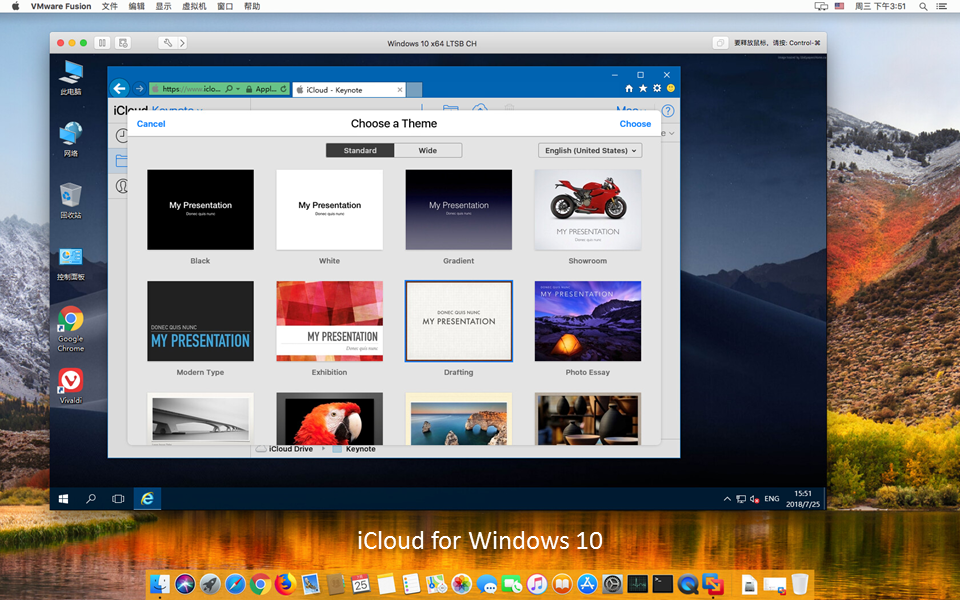 VMware Fusion 文件 编辑 显示 虚拟机 窗口 帮助
周三 下午3:51
Windows 10 x64 LTSB CH
要释放鼠标，请按: Control-⌘
此电脑
网络
回收站
控制面板
Google
Chrome
Vivaldi
https://www.iclo...
Appl...
iCloud - Keynote
iCloud Keynote
Cancel
Choose a Theme
Choose
Standard
Wide
English (United States)
My Presentation
Donec quis nunc
Black
My Presentation
Donec quis nunc
White
My Presentation
Donec quis nunc
Gradient
MY PRESENTATION
Donec quis nunc
Showroom
DONEC QUIS NUNC
MY PRESENTATION
Modern Type
MY PRESENTATION
Donec quis nunc
Exhibition
DONEC QUIS NUNC
MY PRESENTATION
Drafting
DONEC QUIS NUNC
MY PRESENTATION
Photo Essay
iCloud Drive
Keynote
ENG
15:51
2018/7/25
iCloud for Windows 10
25